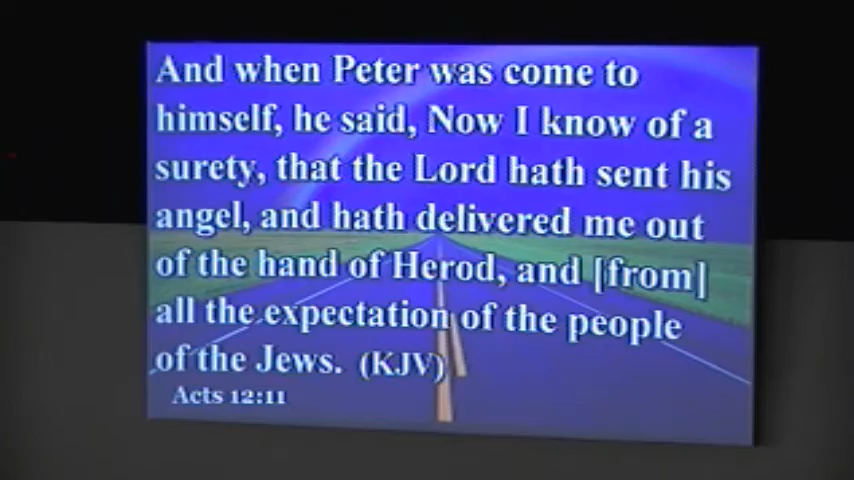 And when Peter was come to
himself, he said, Now I know of a
surety, that the Lord hath sent his
angel, and hath delivered me out
of the hand of Herod, and [from]
all the expectation of the people
of the Jews. (KJV)
Acts 12:11